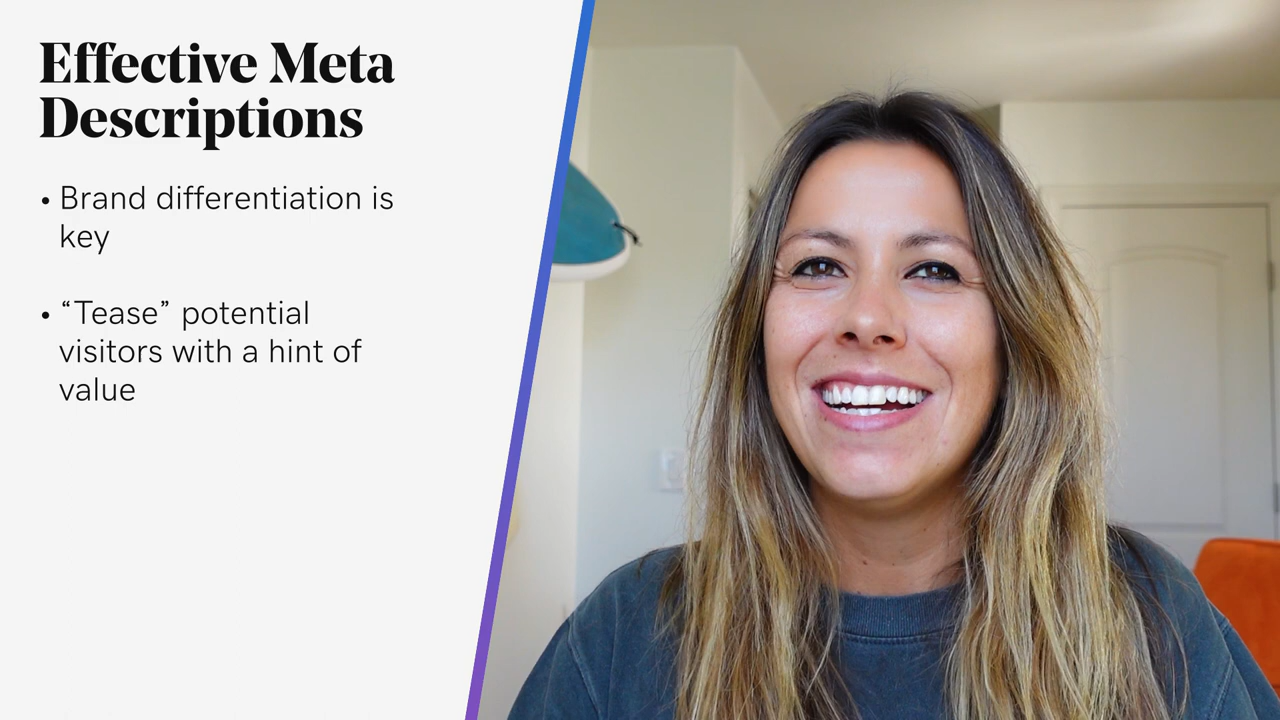 Effective Meta
Descriptions
• Brand differentiation is
key
• “Tease” potential
visitors with a hint of
value